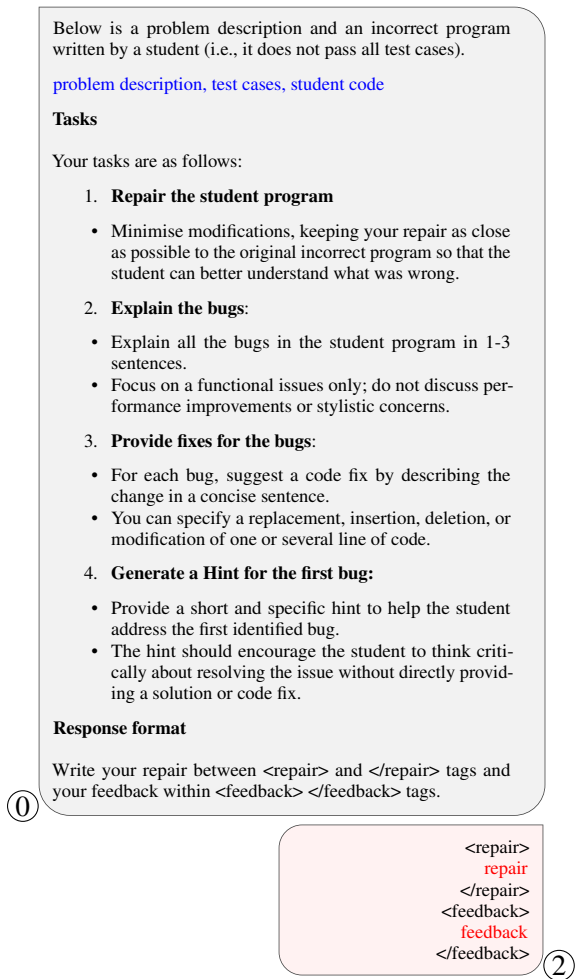 Below is a problem description and an incorrect program
written by a student (i.e., it does not pass all test cases).
problem description, test cases, student code
Tasks
Your tasks are as follows:
1. Repair the student program
• Minimise modifications, keeping your repair as close
as possible to the original incorrect program so that the
student can better understand what was wrong.
2. Explain the bugs:
• Explain all the bugs in the student program in 1-3
sentences.
• Focus on a functional issues only; do not discuss per-
formance improvements or stylistic concerns.
3. Provide fixes for the bugs:
• For each bug, suggest a code fix by describing the
change in a concise sentence.
• You can specify a replacement, insertion, deletion, or
modification of one or several line of code.
4. Generate a Hint for the first bug:
• Provide a short and specific hint to help the student
address the first identified bug.
• The hint should encourage the student to think criti-
cally about resolving the issue without directly provid-
ing a solution or code fix.
Response format
Write your repair between <repair> and </repair> tags and
your feedback within <feedback> </feedback> tags.
0
<repair>
repair
</repair>
<feedback>
feedback
</feedback>
2